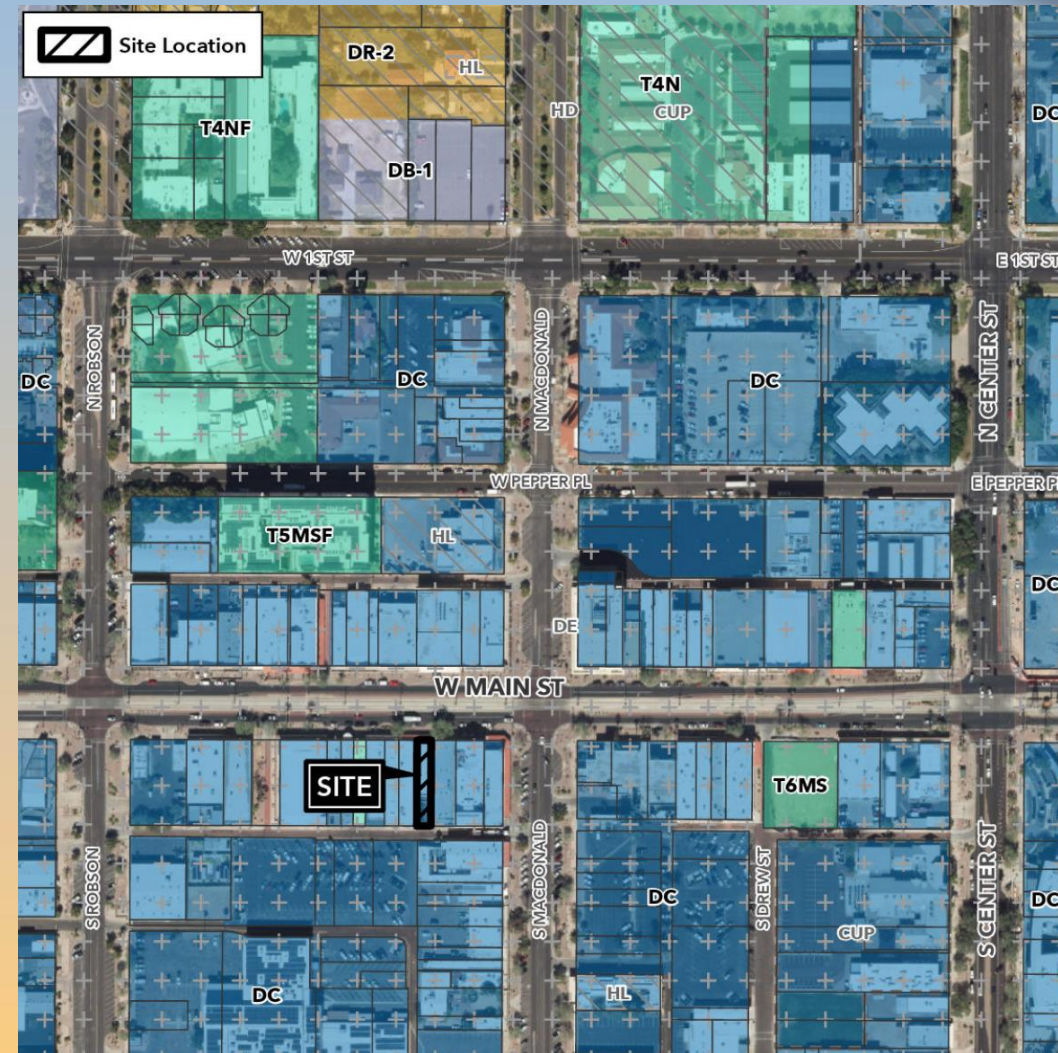 Site Location
DR-2
HL
T4NF
T4N
HD
CUP
DC
DB-1
W 1ST ST
E 1ST ST
N ROBSON
N MACDONALD
N CENTER ST
DC
DC
DC
W PEPPER PL
E PEPPER P
T5MSF
HL
DC
DE
W MAIN ST
SITE
T6MS
S ROBSON
S MACDONALD
S DREW ST
S CENTER ST
DC
DC
CUP
DC
HL